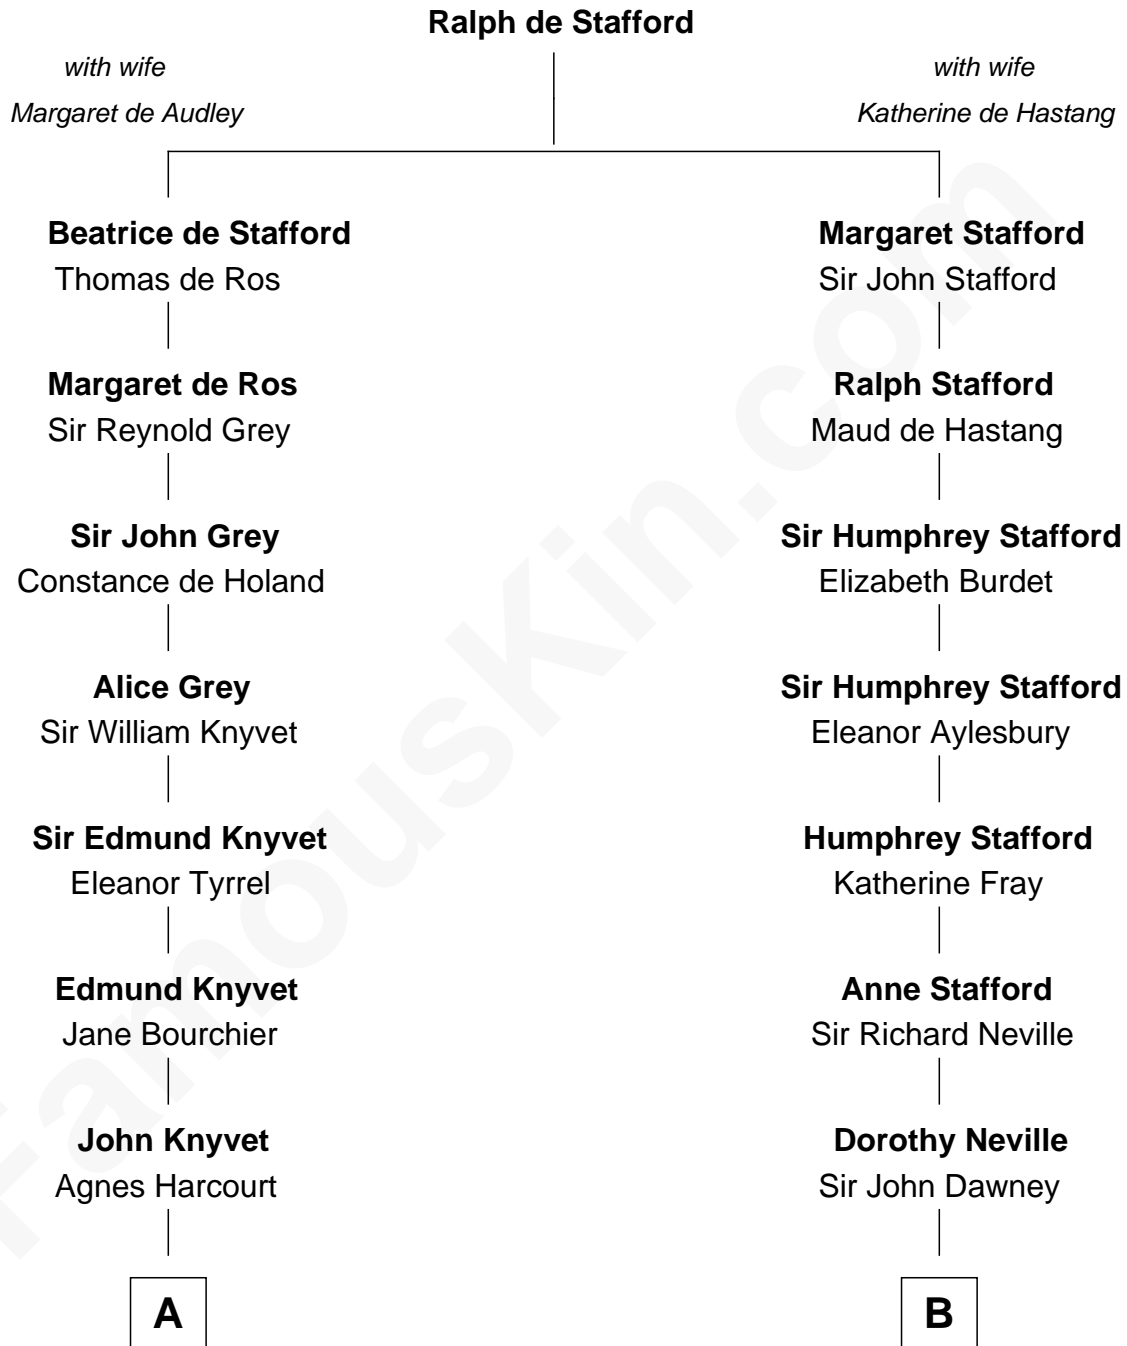 Ralph de Stafford
with wife
Margaret de Audley
with wife
Katherine de Hastang
Beatrice de Stafford
Thomas de Ros
Margaret Stafford
Sir John Stafford
Margaret de Ros
Sir Reynold Grey
Ralph Stafford
Maud de Hastang
Sir John Grey
Constance de Holand
Sir Humphrey Stafford
Elizabeth Burdet
Alice Grey
Sir William Knyvet
Sir Humphrey Stafford
Eleanor Aylesbury
Sir Edmund Knyvet
Eleanor Tyrrel
Humphrey Stafford
Katherine Fray
Edmund Knyvet
Jane Bourchier
Anne Stafford
Sir Richard Neville
John Knyvet
Agnes Harcourt
Dorothy Neville
Sir John Dawney
A
B
FamousKin.com